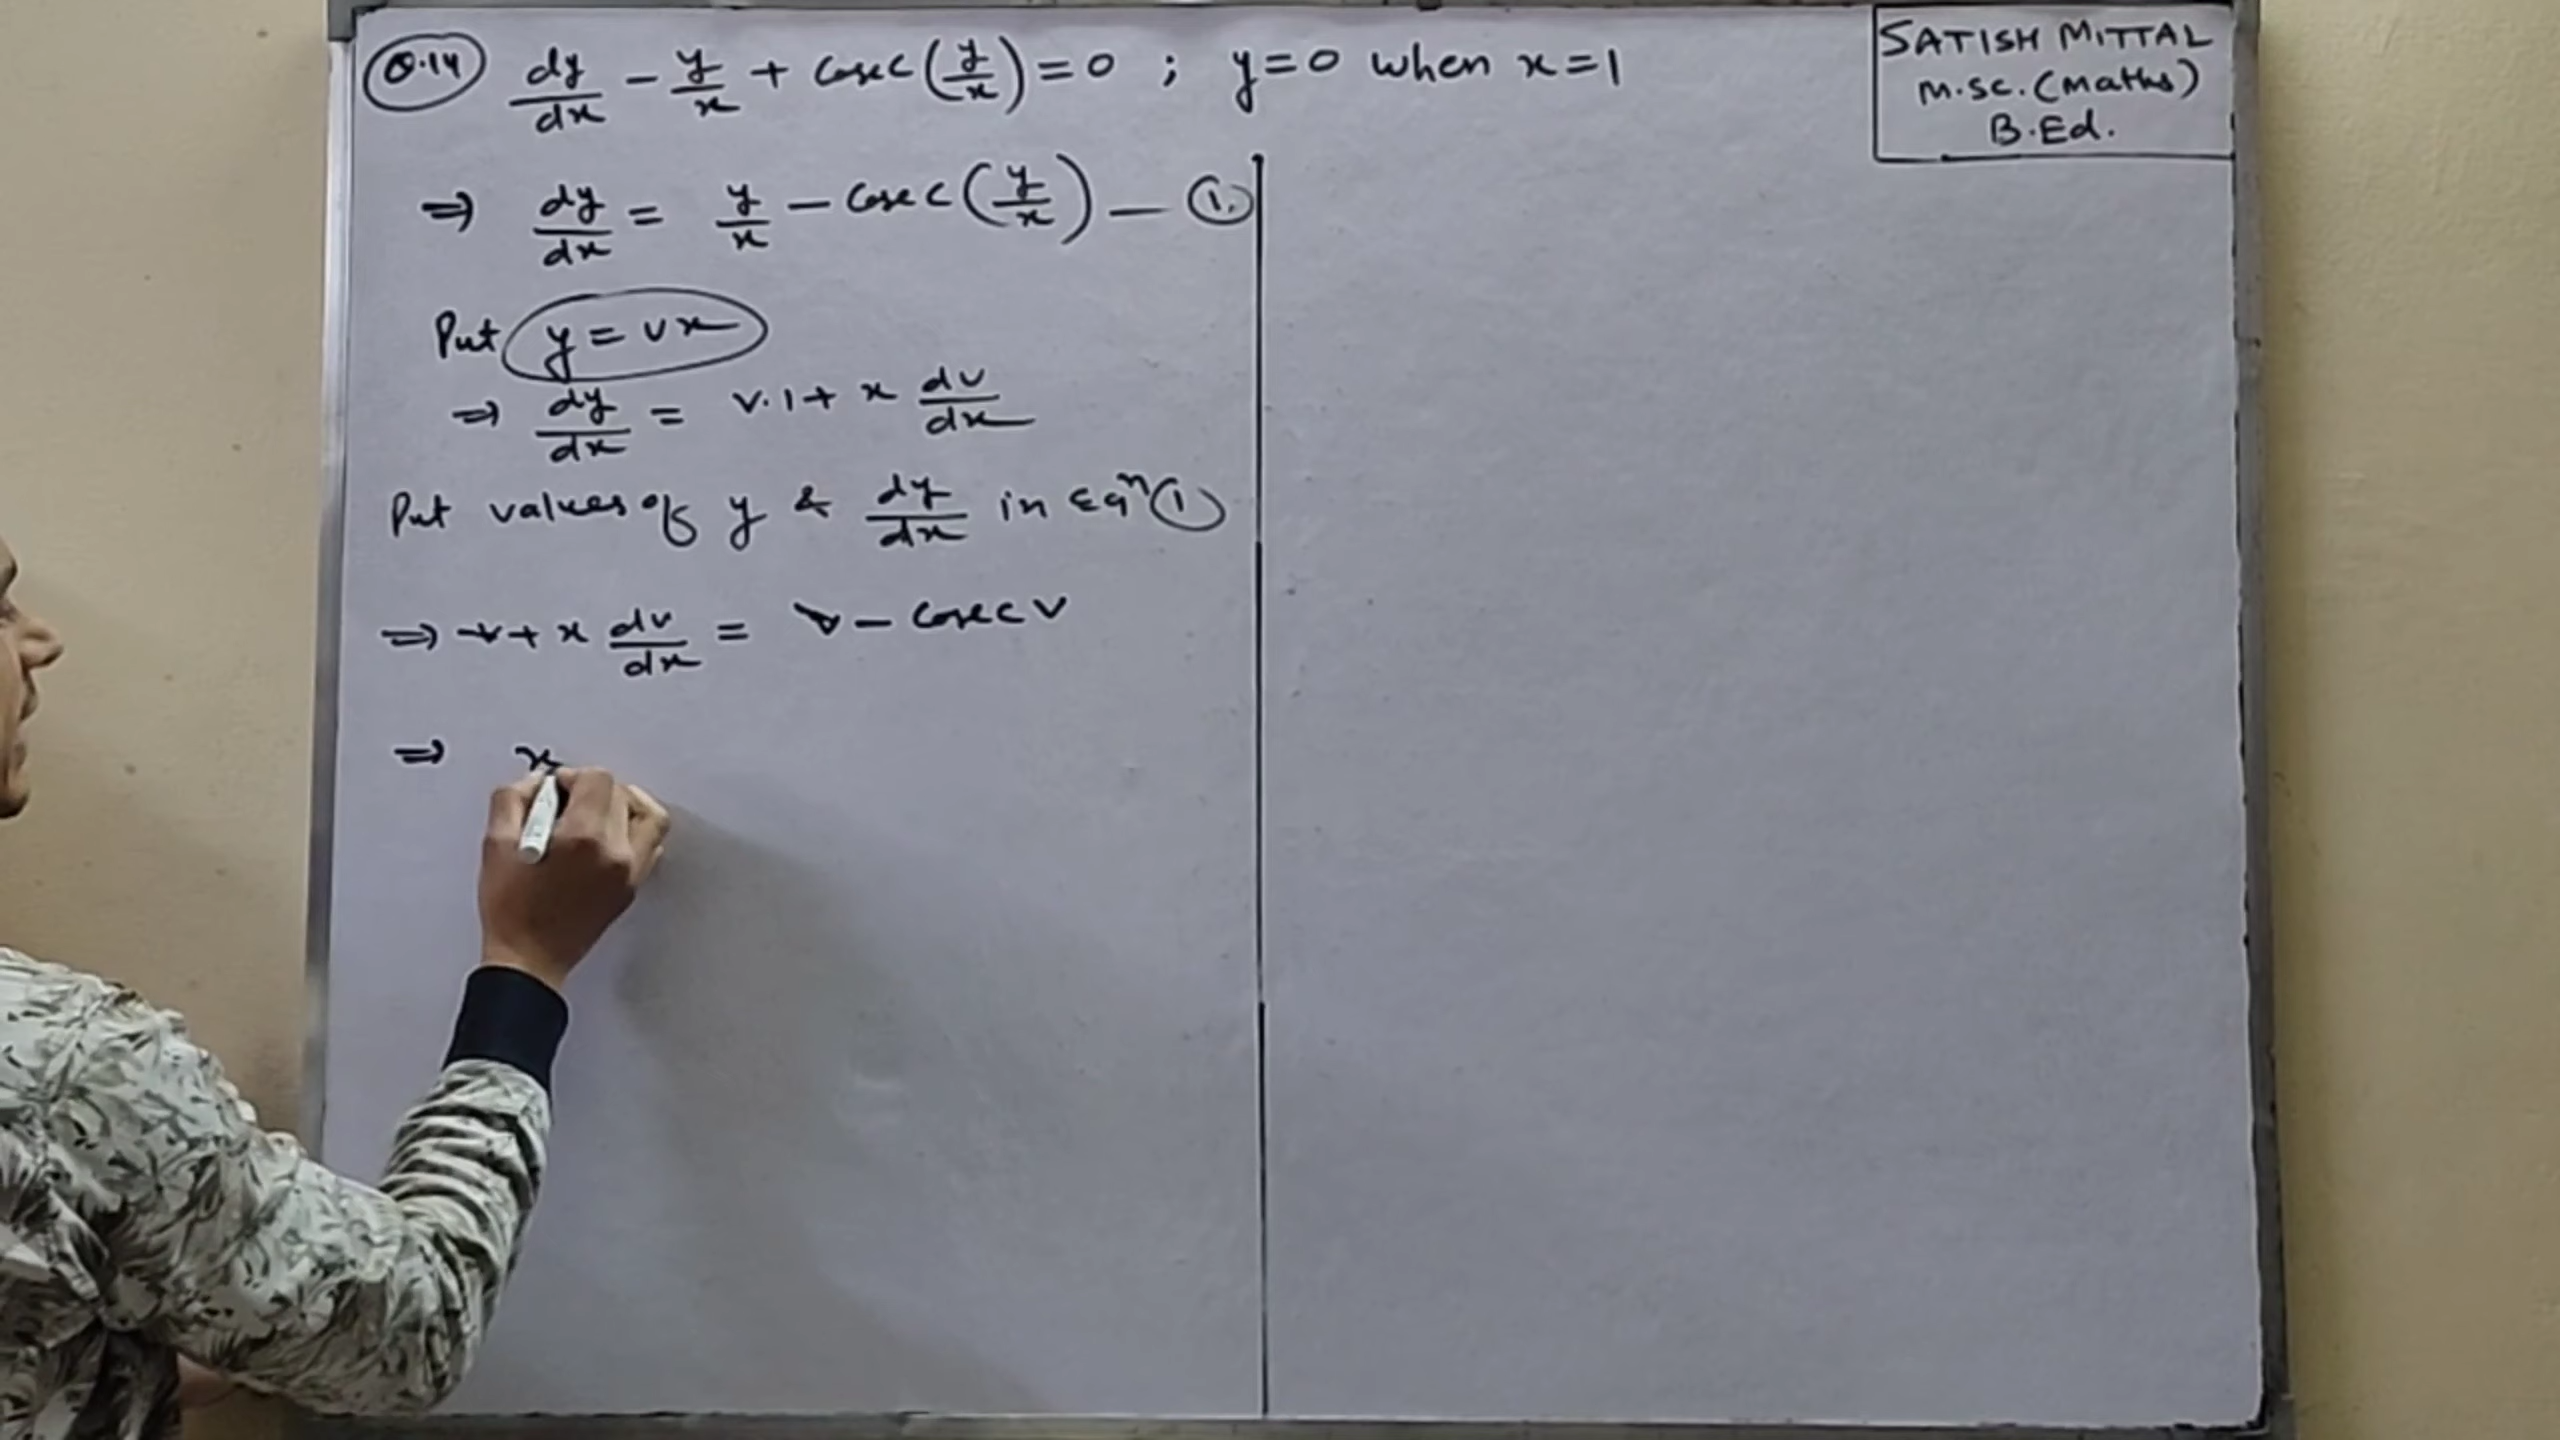 Q.14 dy/dx - y/x + cosec(y/x) = 0 ; y=0 when x=1
SATISH MITTAL
M.Sc. (Maths)
B.Ed.
⇒ dy/dx = y/x - cosec(y/x) — ①
Put y = vx
⇒ dy/dx = v.1 + x dv/dx
Put values of y & dy/dx in Eqⁿ ①
⇒ v + x dv/dx = v - cosec v
⇒ x